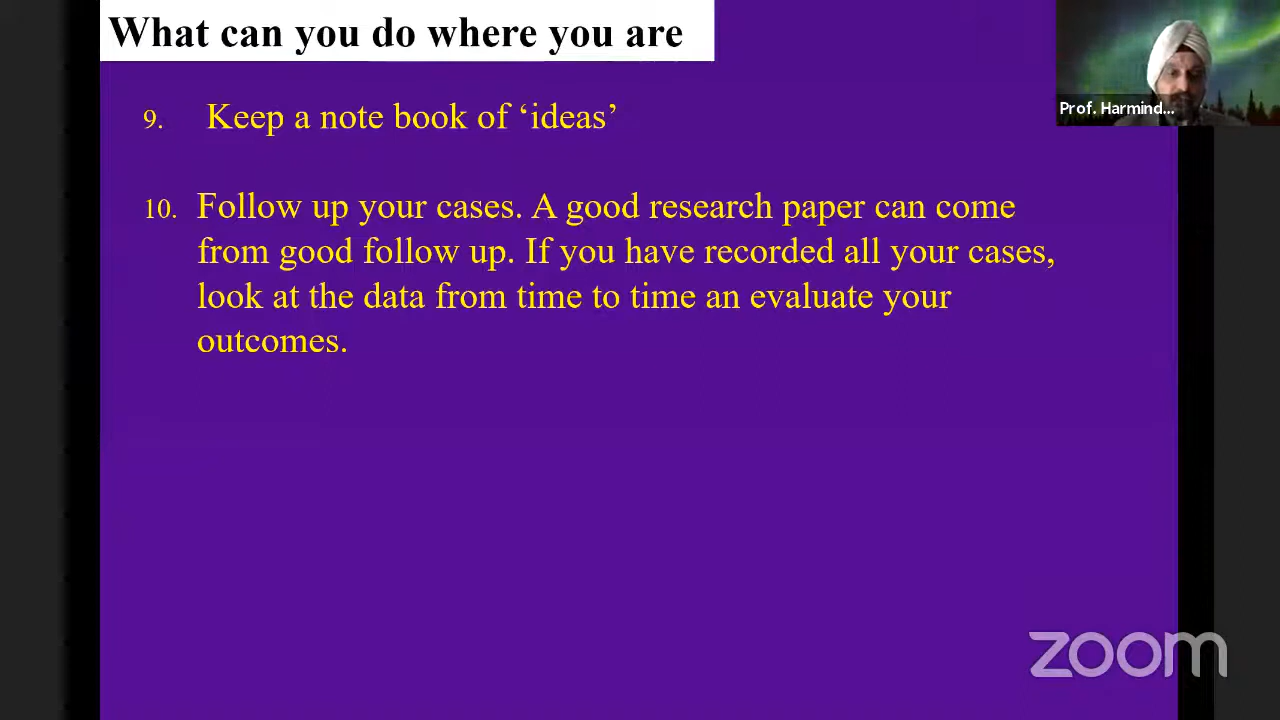 What can you do where you are
Prof. Harmind...
9. Keep a note book of ‘ideas’
10. Follow up your cases. A good research paper can come
from good follow up. If you have recorded all your cases,
look at the data from time to time an evaluate your
outcomes.
zoom